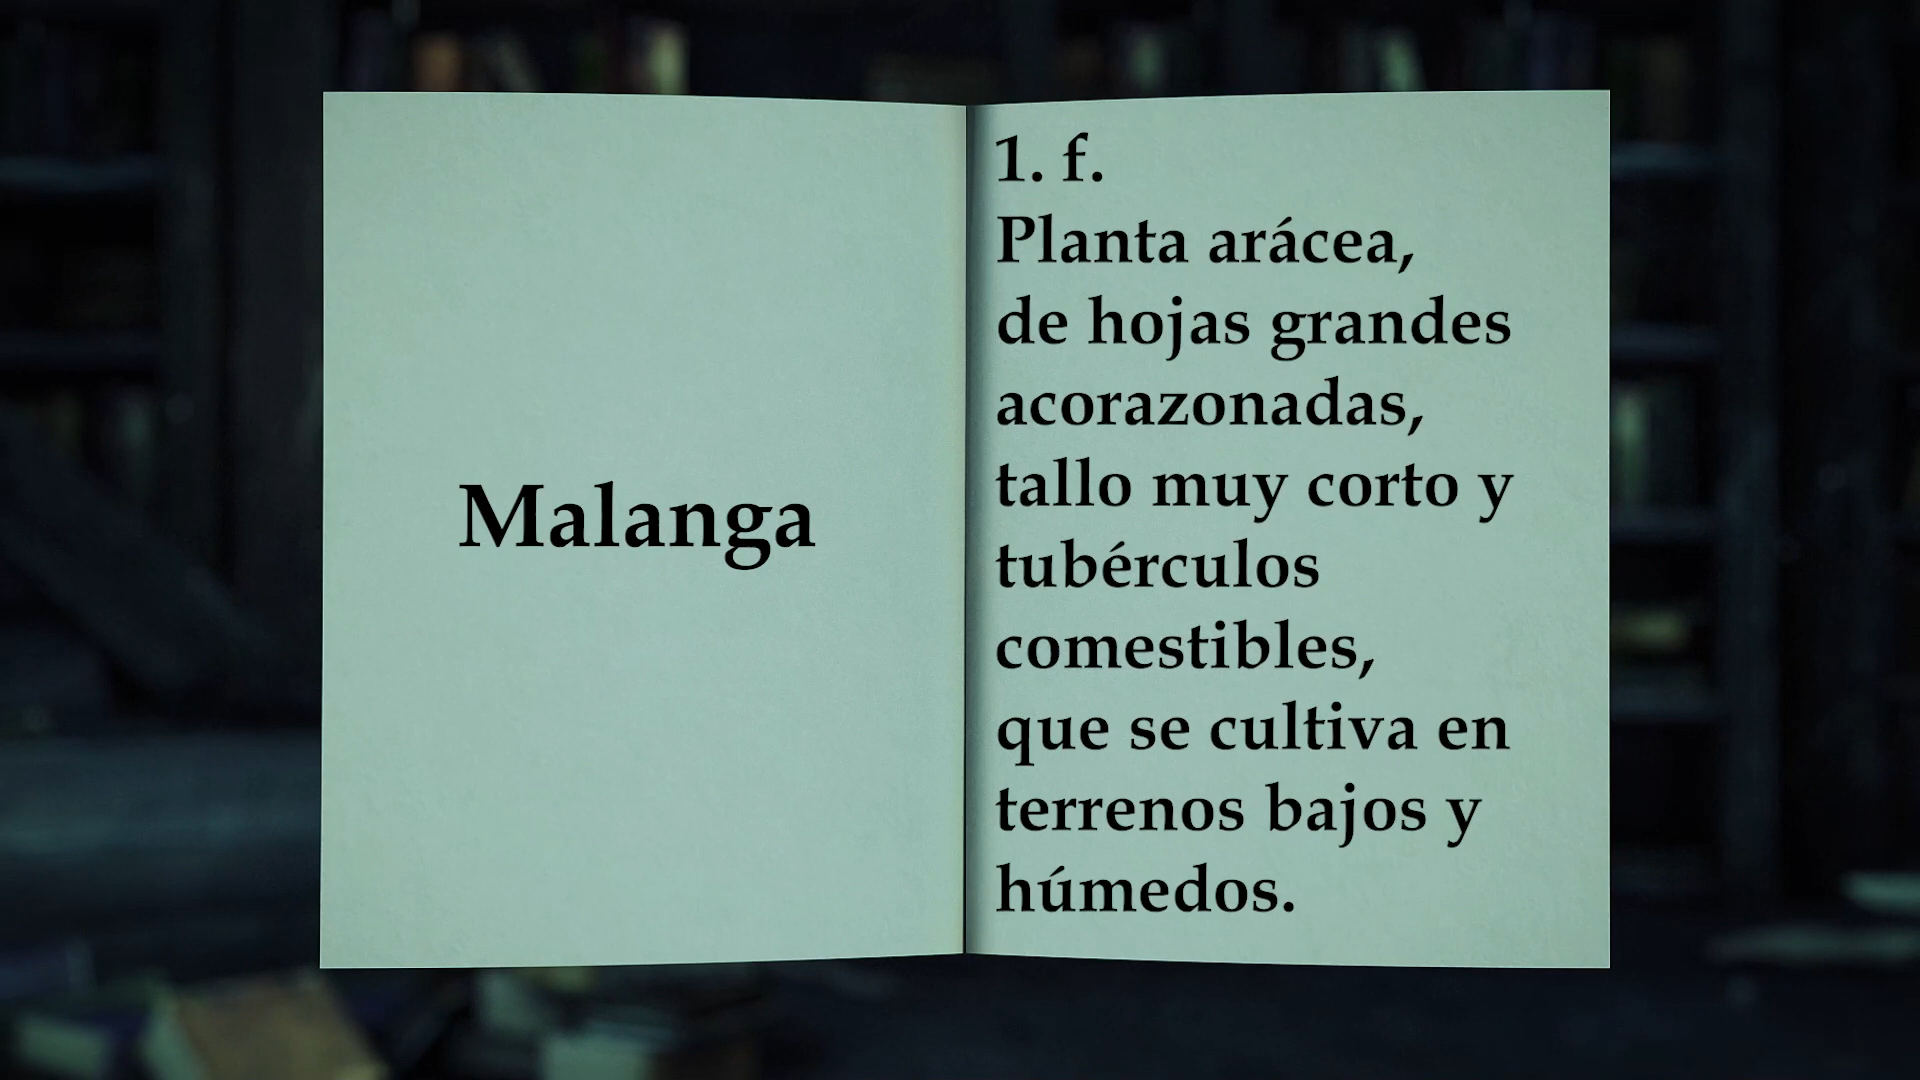 Malanga
1. f.
Planta arácea,
de hojas grandes
acorazonadas,
tallo muy corto y
tubérculos
comestibles,
que se cultiva en
terrenos bajos y
húmedos.